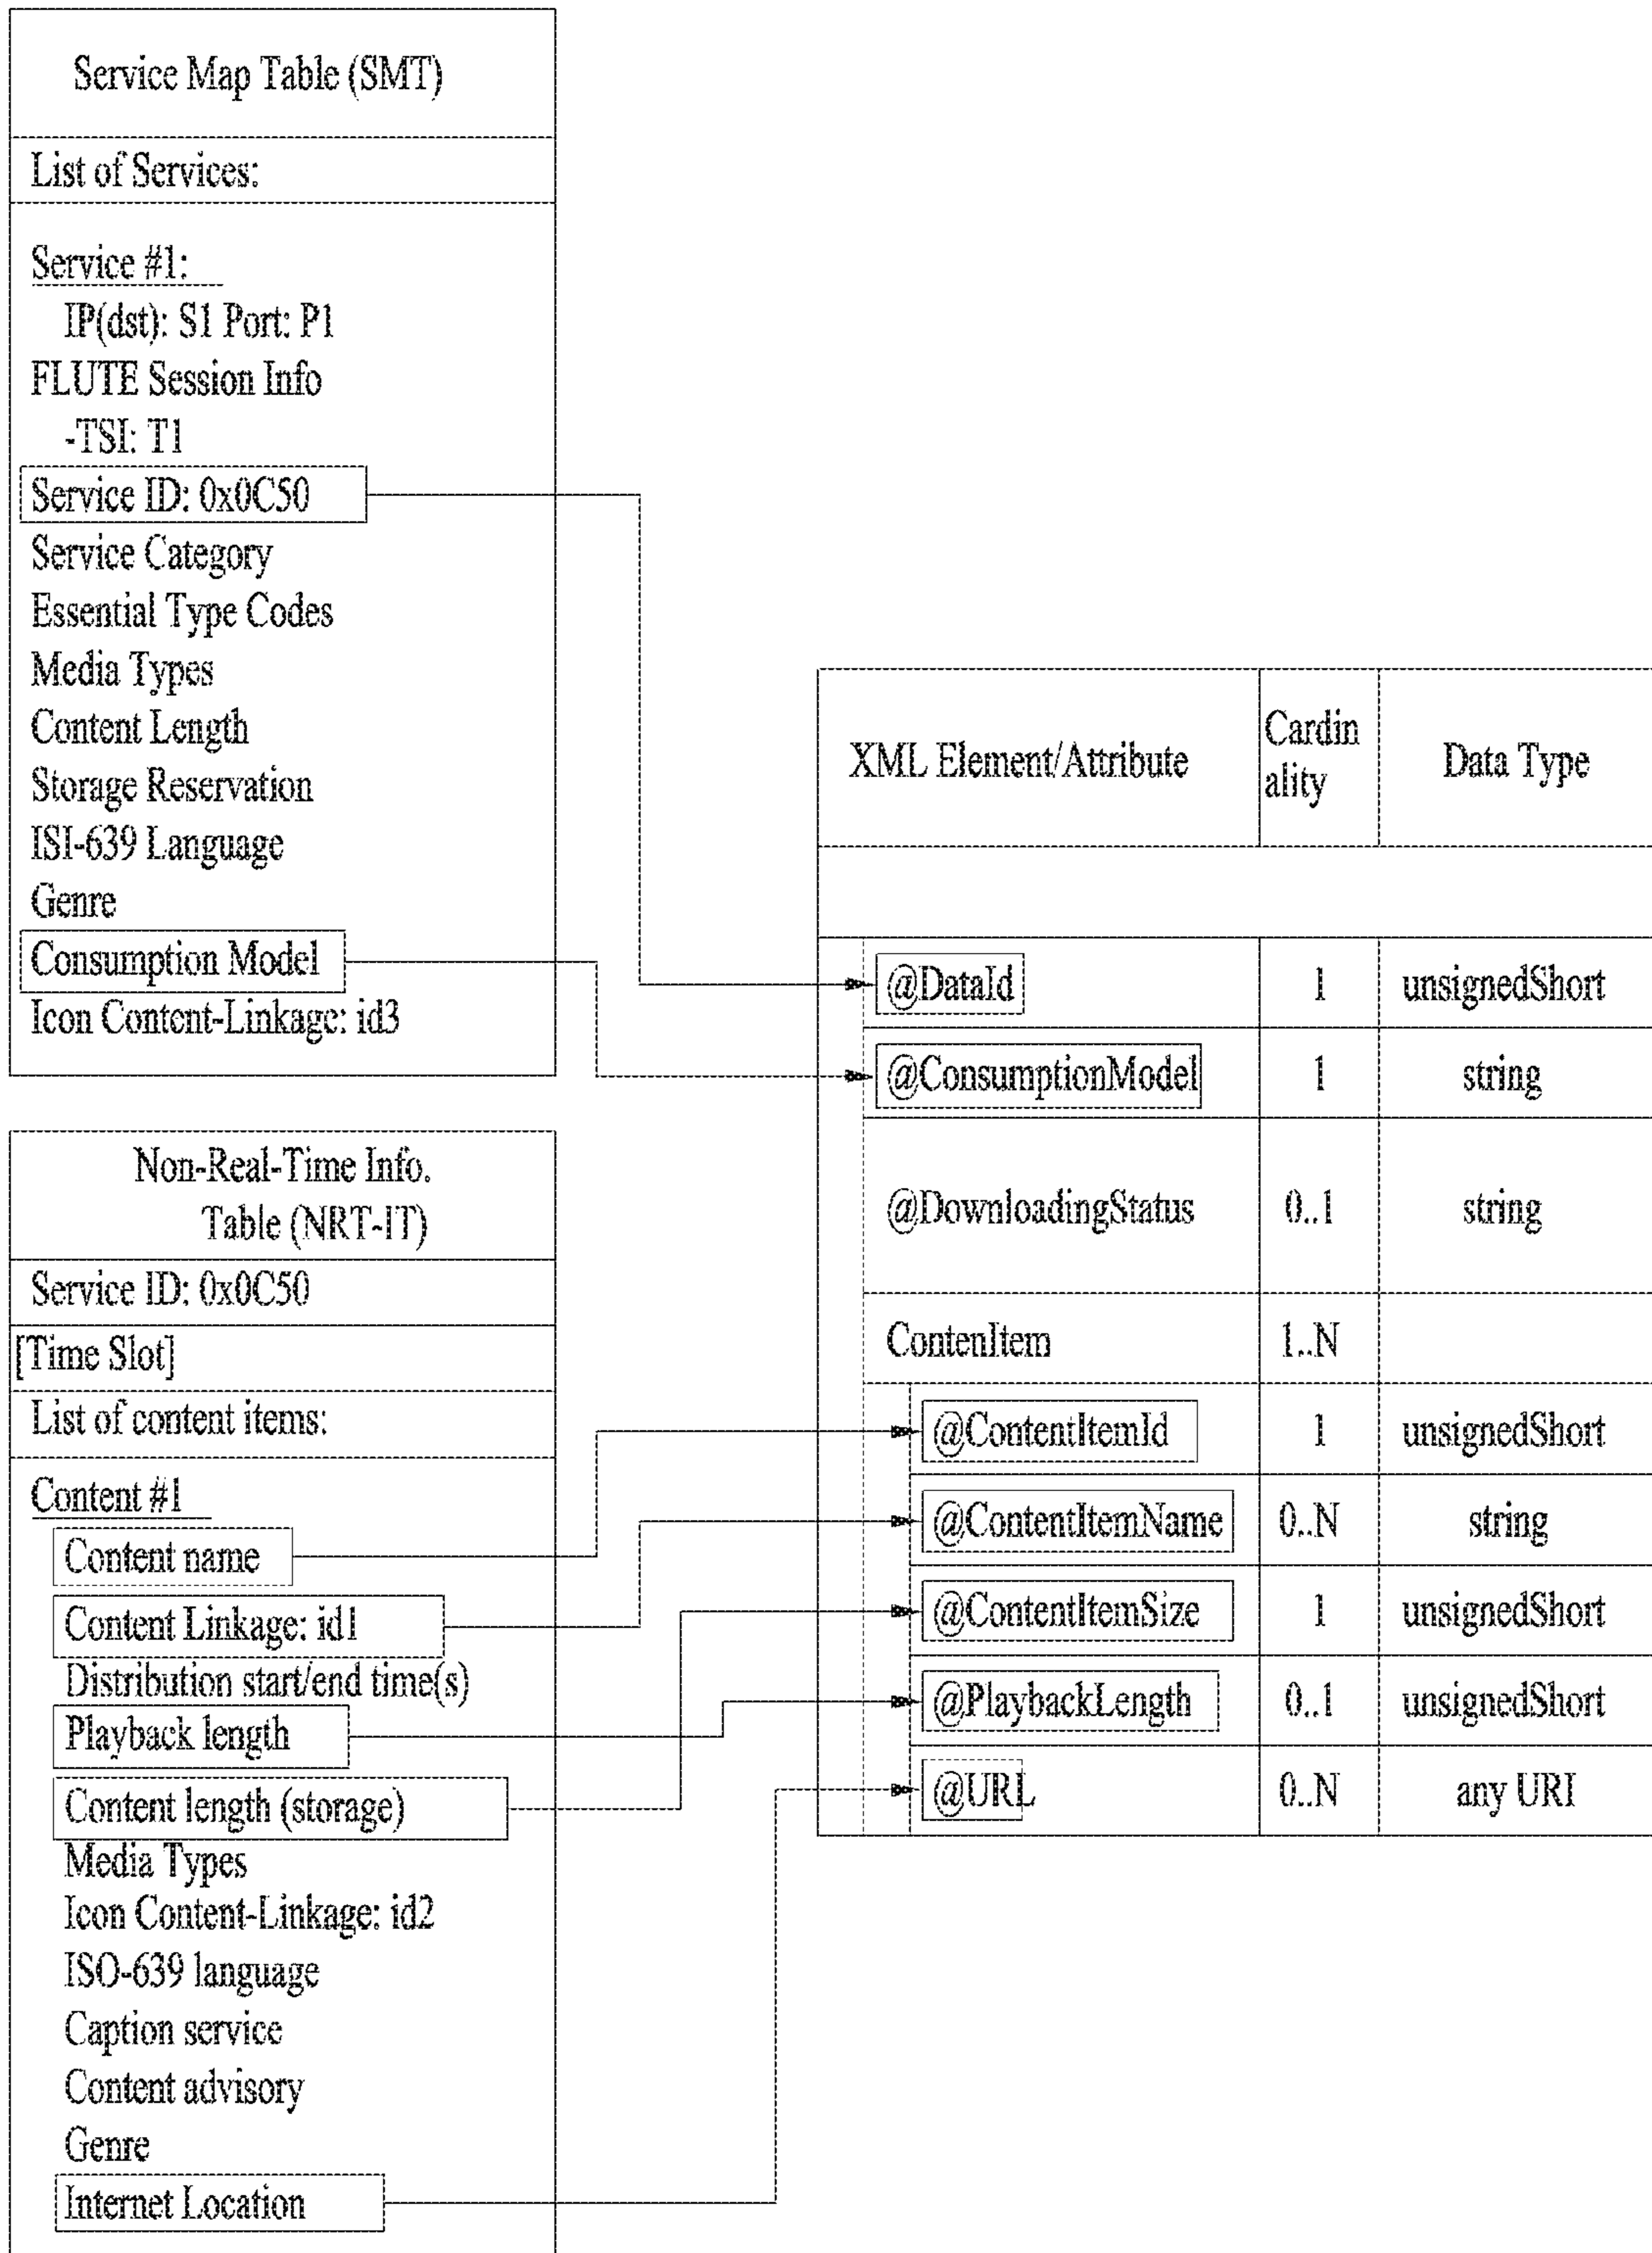 Service Map Table (SMT)
List of Services:
Service #1:
IP(dst): S1 Port: P1
FLUTE Session Info
-TSI: T1
Service ID: 0x0C50
Service Category
Essential Type Codes
Media Types
Content Length
Storage Reservation
ISI-639 Language
Genre
Consumption Model
Icon Content-Linkage: id3
Non-Real-Time Info.
Table (NRT-IT)
Service ID: 0x0C50
[Time Slot]
List of content items:
Content #1
Content name
Content Linkage: id1
Distribution start/end time(s)
Playback length
Content length (storage)
Media Types
Icon Content-Linkage: id2
ISO-639 language
Caption service
Content advisory
Genre
Internet Location
XML Element/Attribute
Cardin
ality
Data Type
@DataId 1 unsignedShort
@ConsumptionModel 1 string
@DownloadingStatus 0..1 string
ContenItem 1..N
@ContentItemId 1 unsignedShort
@ContentItemName 0..N string
@ContentItemSize 1 unsignedShort
@PlaybackLength 0..1 unsignedShort
@URL 0..N any URI